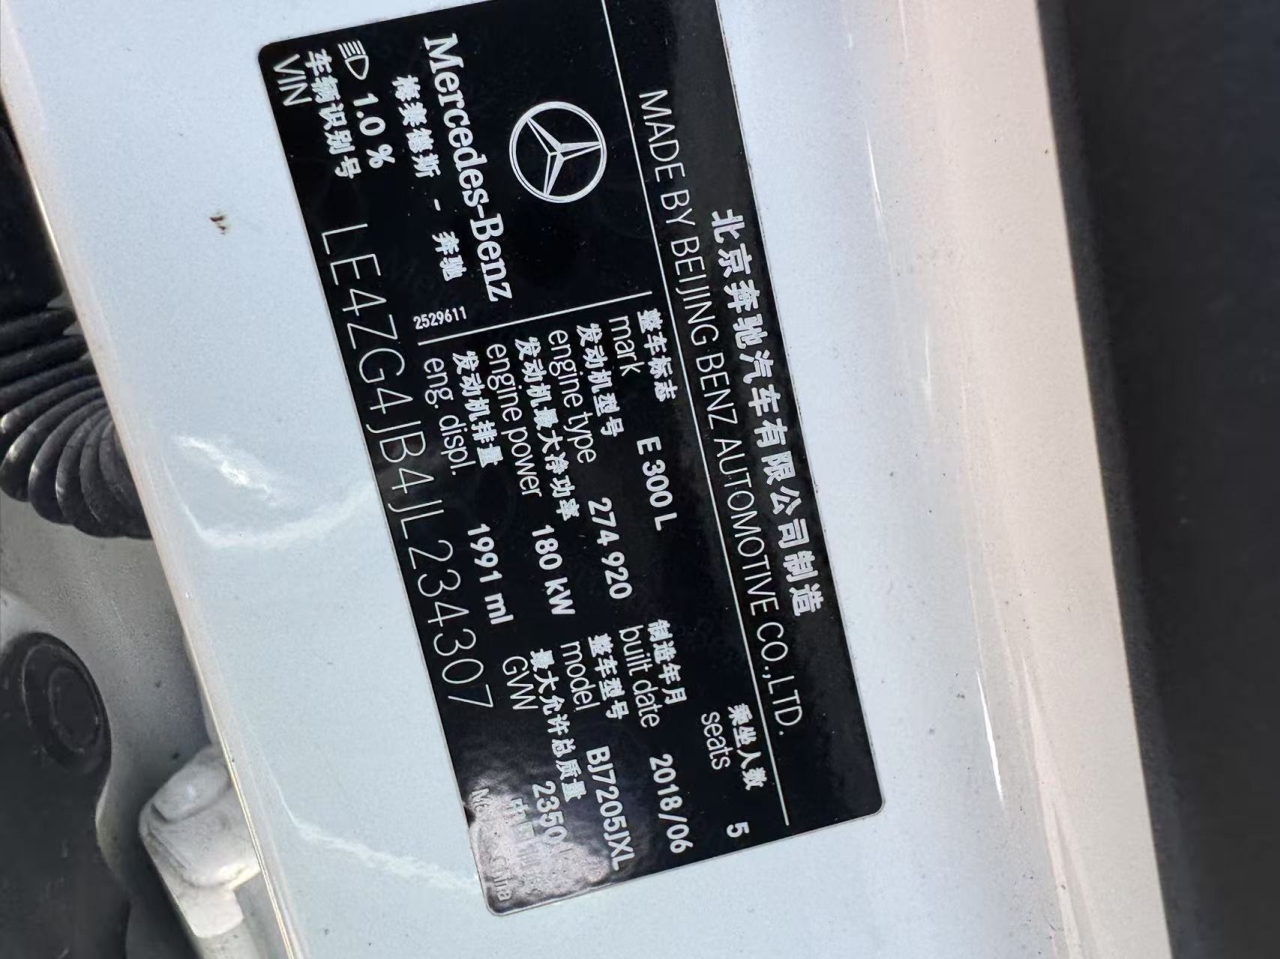 北京奔驰汽车有限公司制造
MADE BY BEIJING BENZ AUTOMOTIVE CO.,LTD.
乘坐人数 5
seats
Mercedes-Benz
梅赛德斯 - 奔驰
2529611
整车标志 E 300 L
mark
制造年月 2018/06
built date
发动机型号 274 920
engine type
整车型号 BJ7205JXL
model
发动机最大净功率 180 kW
engine power
最大允许总质量 2350
GVW
发动机排量 1991 ml
eng. displ.
1.0 %
车辆识别号
VIN LE4ZG4JB4JL234307